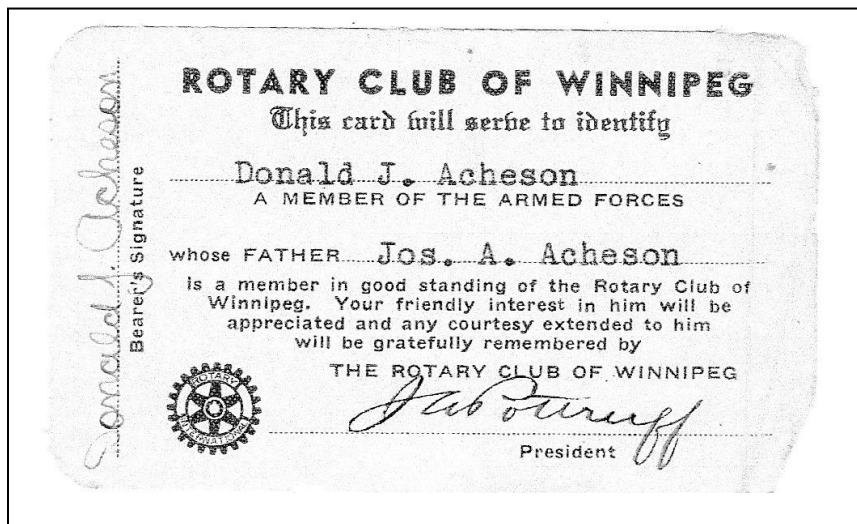 ROTARY CLUB OF WINNIPEG
This card will serve to identify
Donald J. Acheson
A MEMBER OF THE ARMED FORCES
whose FATHER Jos. A. Acheson
is a member in good standing of the Rotary Club of
Winnipeg. Your friendly interest in him will be
appreciated and any courtesy extended to him
will be gratefully remembered by
THE ROTARY CLUB OF WINNIPEG
President
ROTARY
INTERNATIONAL
Donald J. Acheson
Bearer's Signature